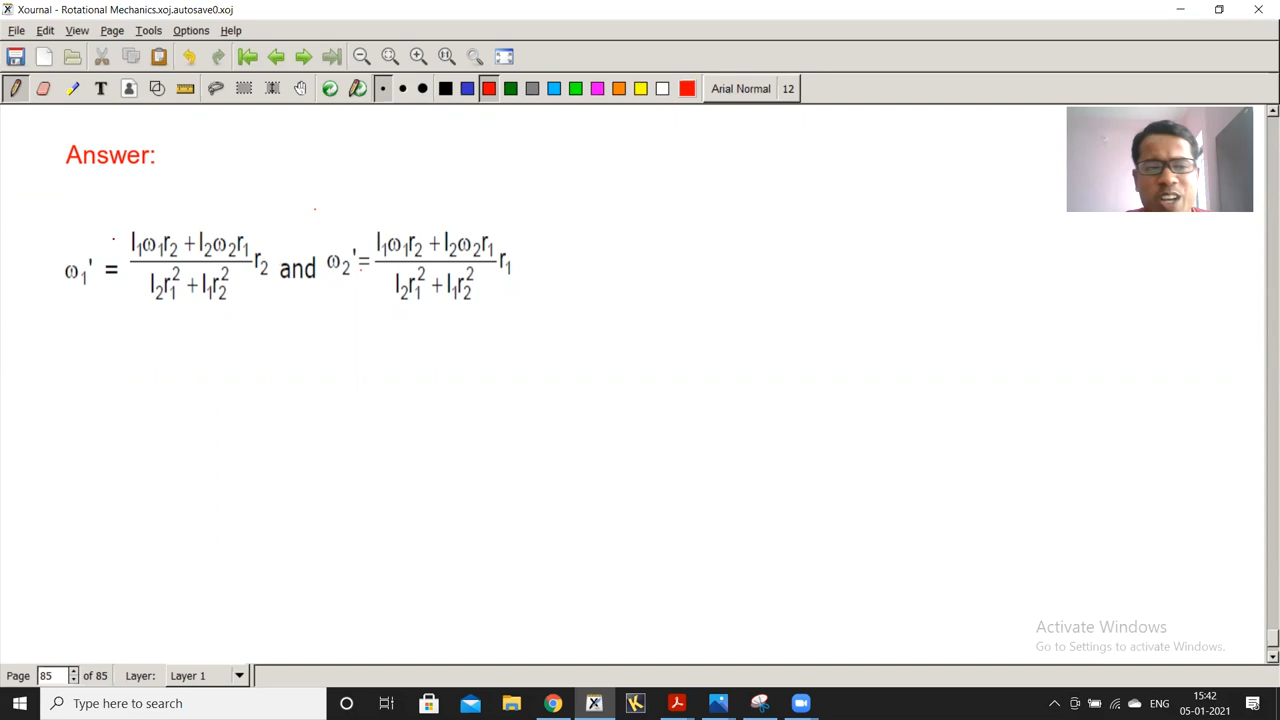 Xournal - Rotational Mechanics.xoj.autosave0.xoj
File Edit View Page Tools Options Help
T Arial Normal 12
Answer:
ω₁' = (I₁ω₁r₂ + I₂ω₂r₁)/(I₂r₁² + I₁r₂²) r₂ and ω₂' = (I₁ω₁r₂ + I₂ω₂r₁)/(I₂r₁² + I₁r₂²) r₁
Activate Windows
Go to Settings to activate Windows.
Page 85 of 85 Layer: Layer 1
Type here to search
ENG
15:42
05-01-2021